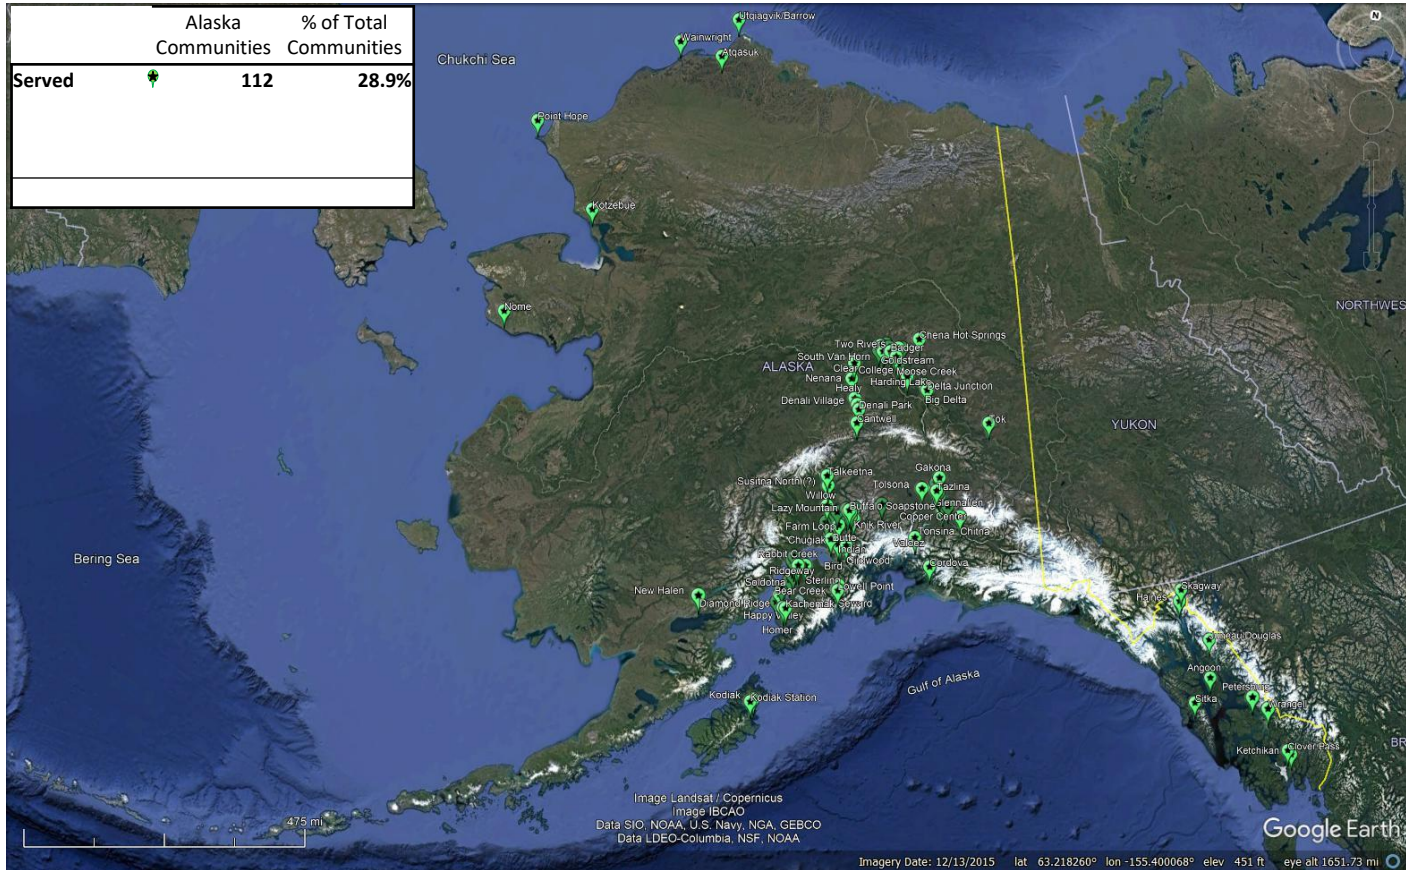 Alaska Communities
% of Total Communities
Served 112 28.9%
Chukchi Sea
Utqiagvik/Barrow
Wainwright
Atqasuk
Point Hope
Kotzebue
Nome
N
NORTHWES
ALASKA
YUKON
Chena Hot Springs
Two Rivers
Badger
South Van Horn
Goldstream
Clear
College
Moose Creek
Nenana
Harding Lake
Delta Junction
Healy
Denali Village
Denali Park
Big Delta
Cantwell
Tok
Talkeetna
Gakona
Susitna North (?)
Tolsona
Tazlina
Willow
Glennallen
Lazy Mountain
Buffalo Soapstone
Copper Center
Farm Loop
Knik River
Tonsina
Chitna
Chugiak
Butte
Valdez
Indian
Rabbit Creek
Girdwood
Bird
Cordova
Ridgeway
Soldotna
Sterling
Lowell Point
Bear Creek
New Halen
Diamond Ridge
Kachemak
Seward
Happy Valley
Homer
Kodiak
Kodiak Station
Bering Sea
Gulf of Alaska
Skagway
Haines
Juneau Douglas
Angoon
Petersburg
Sitka
Wrangel
Ketchikan
Clover Pass
BR
475 mi
Image Landsat / Copernicus
Image IBCAO
Data SIO, NOAA, U.S. Navy, NGA, GEBCO
Data LDEO-Columbia, NSF, NOAA
Google Earth
Imagery Date: 12/13/2015 lat 63.218260° lon -155.400068° elev 451 ft eye alt 1651.73 mi